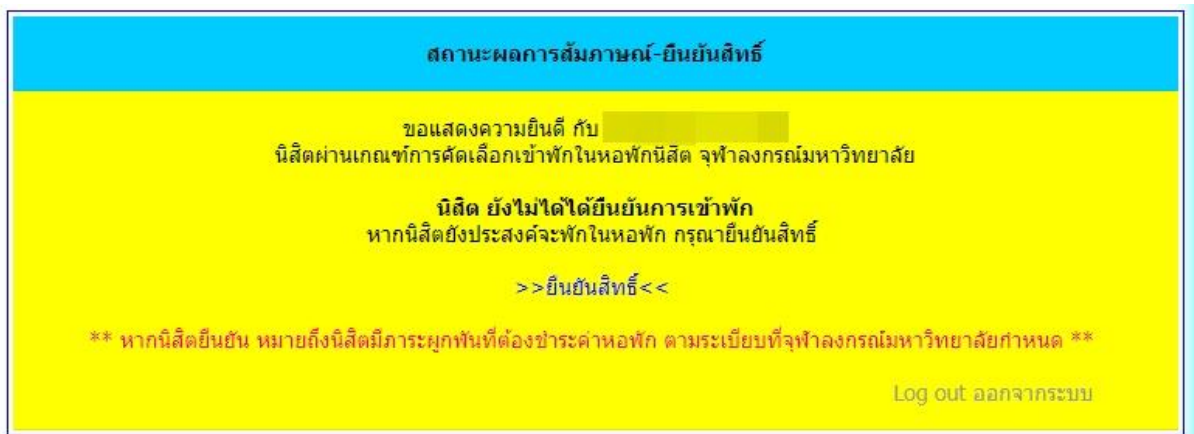 สถานะผลการสัมภาษณ์-ยืนยันสิทธิ์
ขอแสดงความยินดี กับ
นิสิตผ่านเกณฑ์การคัดเลือกเข้าพักในหอพักนิสิต จุฬาลงกรณ์มหาวิทยาลัย
นิสิต ยังไม่ได้ได้ยืนยันการเข้าพัก
หากนิสิตยังประสงค์จะพักในหอพัก กรุณายืนยันสิทธิ์
>>ยืนยันสิทธิ์<<
** หากนิสิตยืนยัน หมายถึงนิสิตมีภาระผูกพันที่ต้องชำระค่าหอพัก ตามระเบียบที่จุฬาลงกรณ์มหาวิทยาลัยกำหนด **
Log out ออกจากระบบ